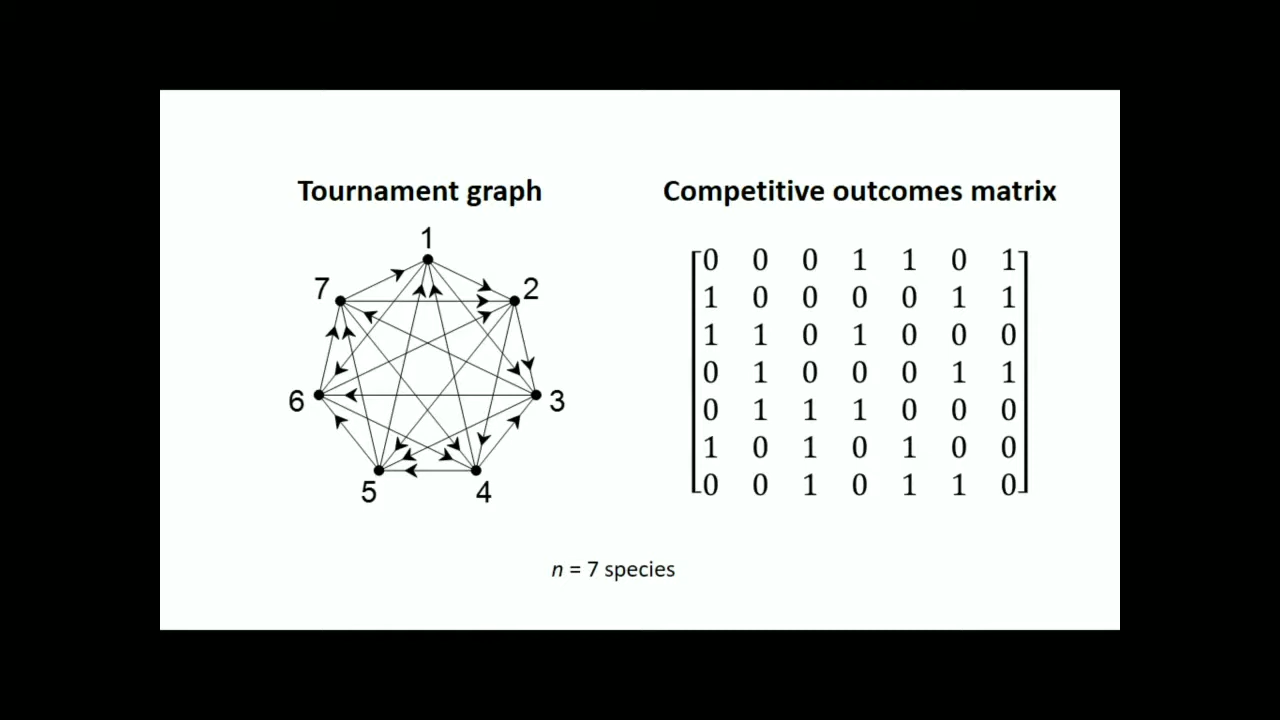 Tournament graph
Competitive outcomes matrix
1
7
2
6
3
5
4
0 0 0 1 1 0 1
1 0 0 0 0 1 1
1 1 0 1 0 0 0
0 1 0 0 0 1 1
0 1 1 1 0 0 0
1 0 1 0 1 0 0
0 0 1 0 1 1 0
n = 7 species